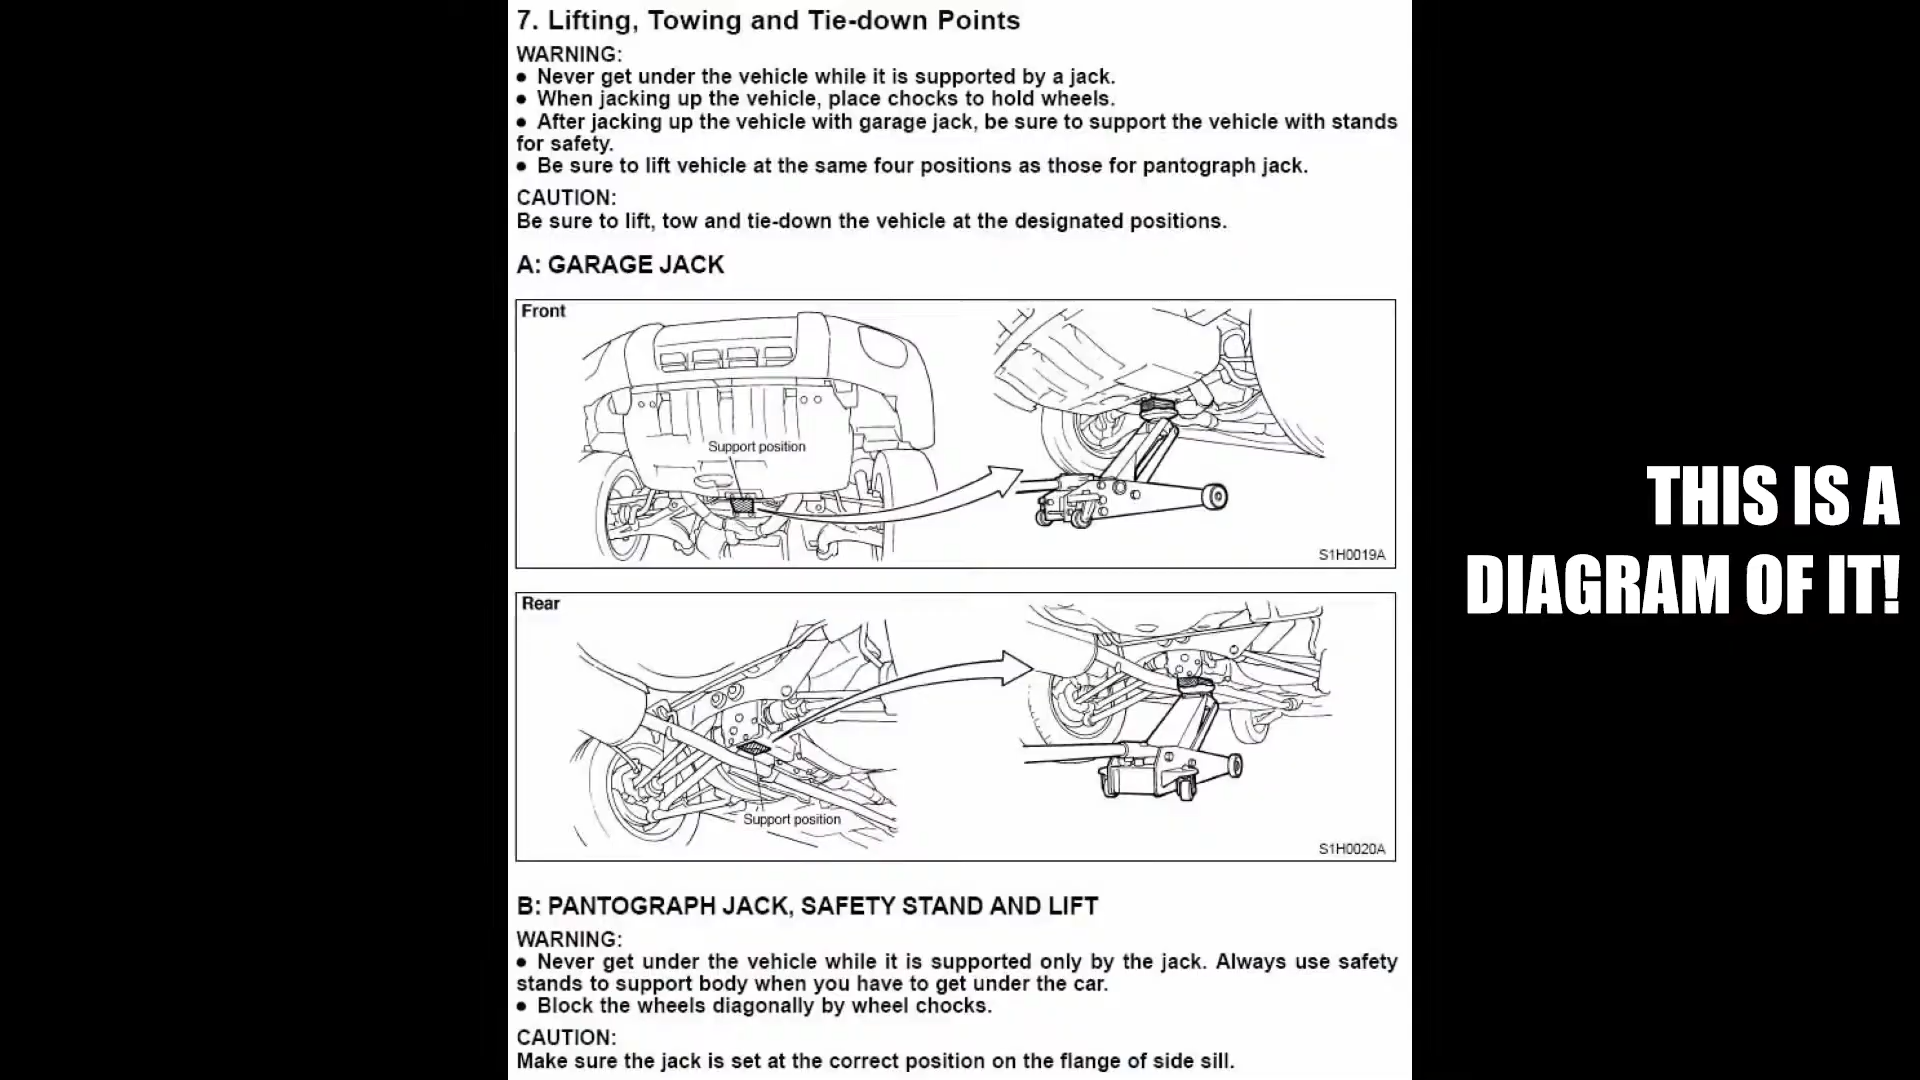 7. Lifting, Towing and Tie-down Points
WARNING:
● Never get under the vehicle while it is supported by a jack.
● When jacking up the vehicle, place chocks to hold wheels.
● After jacking up the vehicle with garage jack, be sure to support the vehicle with stands
for safety.
● Be sure to lift vehicle at the same four positions as those for pantograph jack.
CAUTION:
Be sure to lift, tow and tie-down the vehicle at the designated positions.
A: GARAGE JACK
Front
Support position
S1H0019A
THIS IS A
DIAGRAM OF IT!
Rear
Support position
S1H0020A
B: PANTOGRAPH JACK, SAFETY STAND AND LIFT
WARNING:
● Never get under the vehicle while it is supported only by the jack. Always use safety
stands to support body when you have to get under the car.
● Block the wheels diagonally by wheel chocks.
CAUTION:
Make sure the jack is set at the correct position on the flange of side sill.